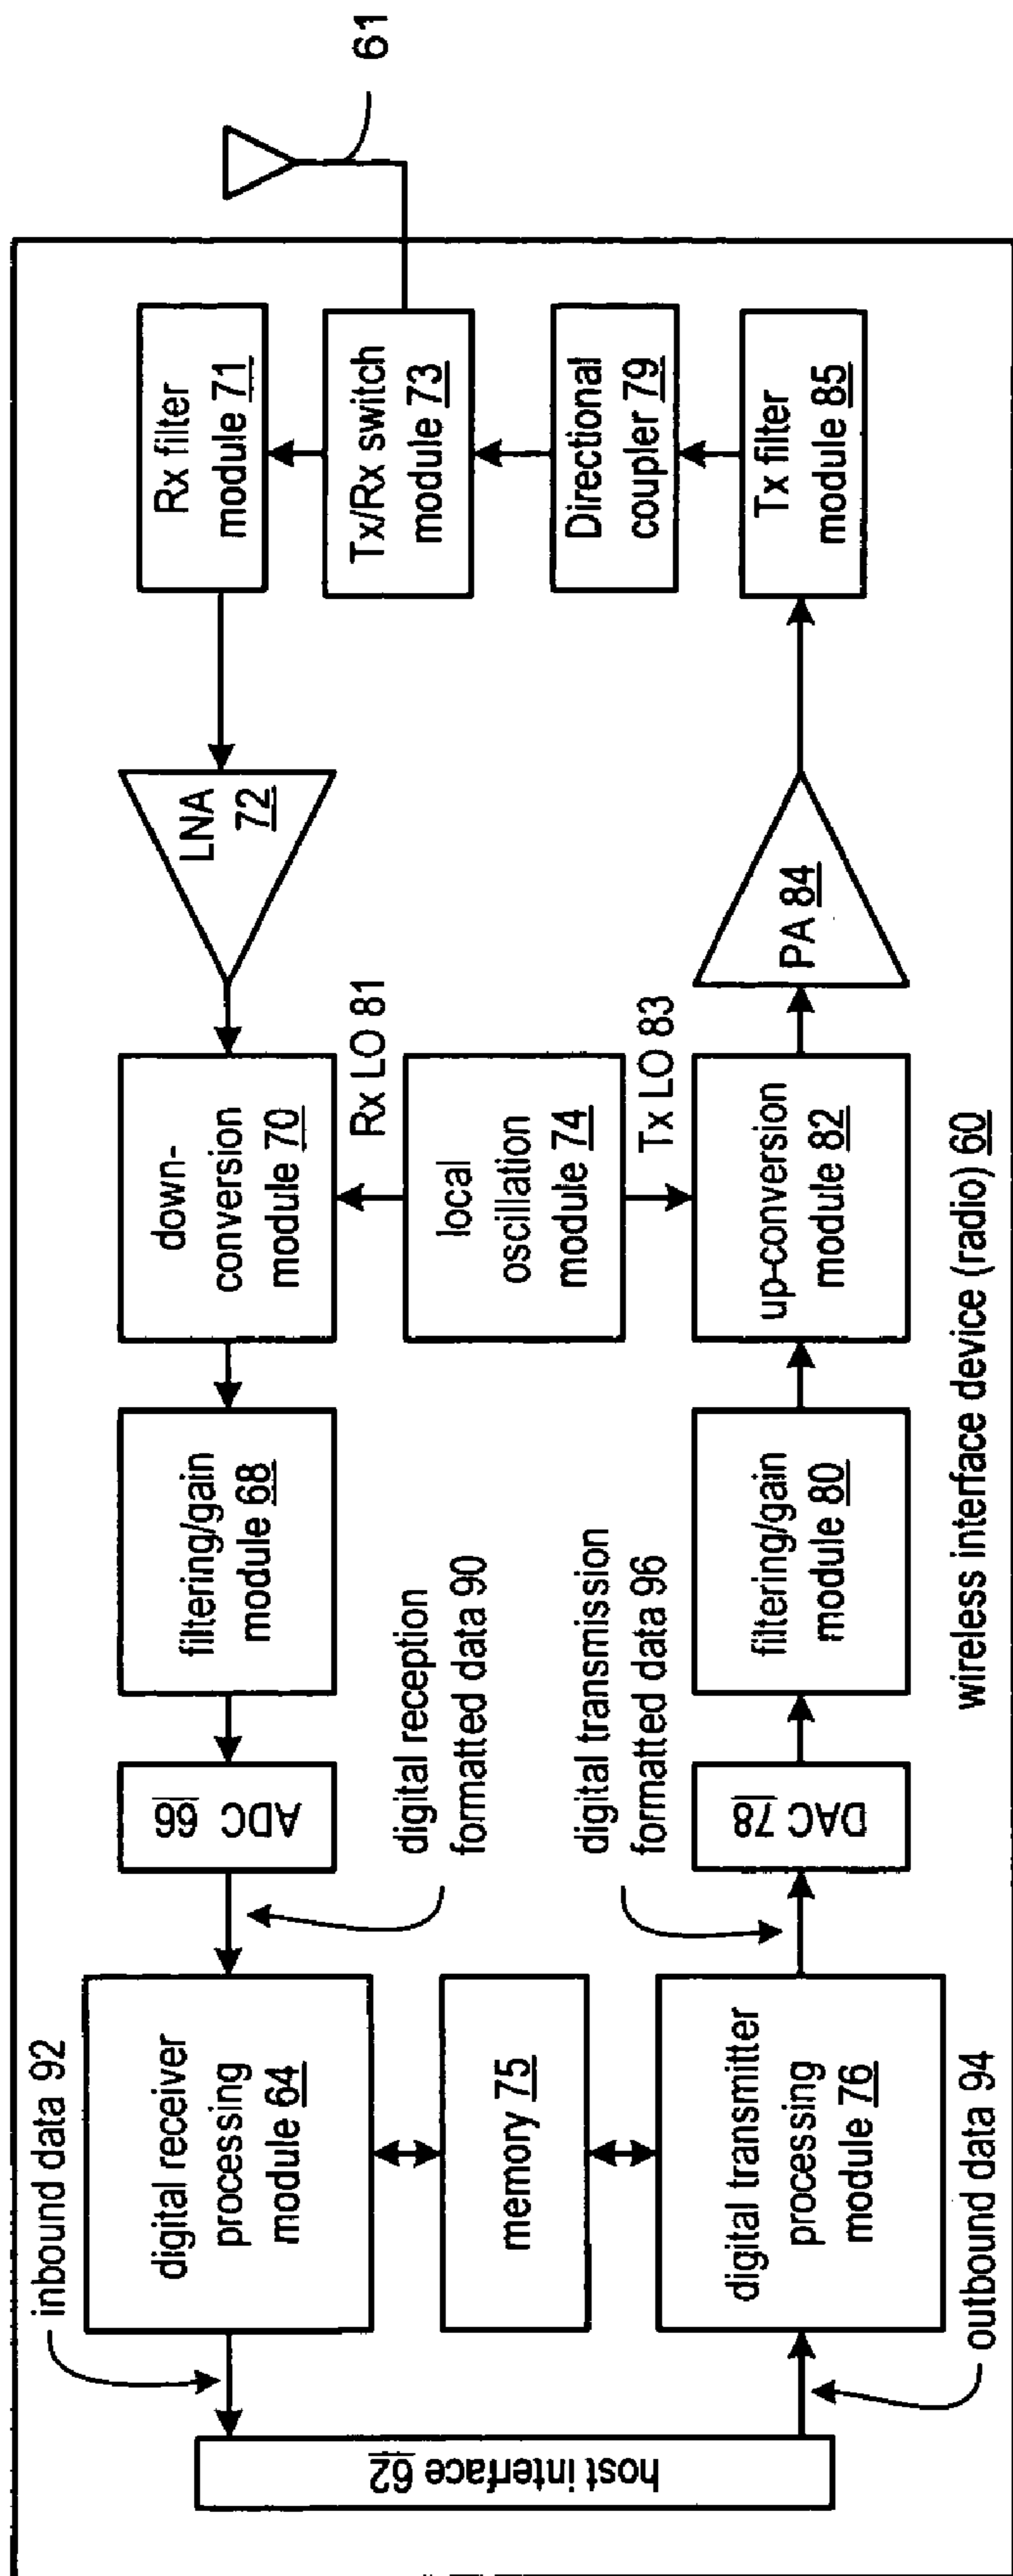 61
Rx filter
module 71
Tx/Rx switch
module 73
Directional
coupler 79
Tx filter
module 85
LNA
72
PA 84
down-
conversion
module 70
Rx LO 81
local
oscillation
module 74
Tx LO 83
up-conversion
module 82
filtering/gain
module 68
filtering/gain
module 80
ADC 66
digital reception
formatted data 90
digital transmission
formatted data 96
DAC 78
inbound data 92
digital receiver
processing
module 64
memory 75
digital transmitter
processing
module 76
outbound data 94
host interface 62
wireless interface device (radio) 60